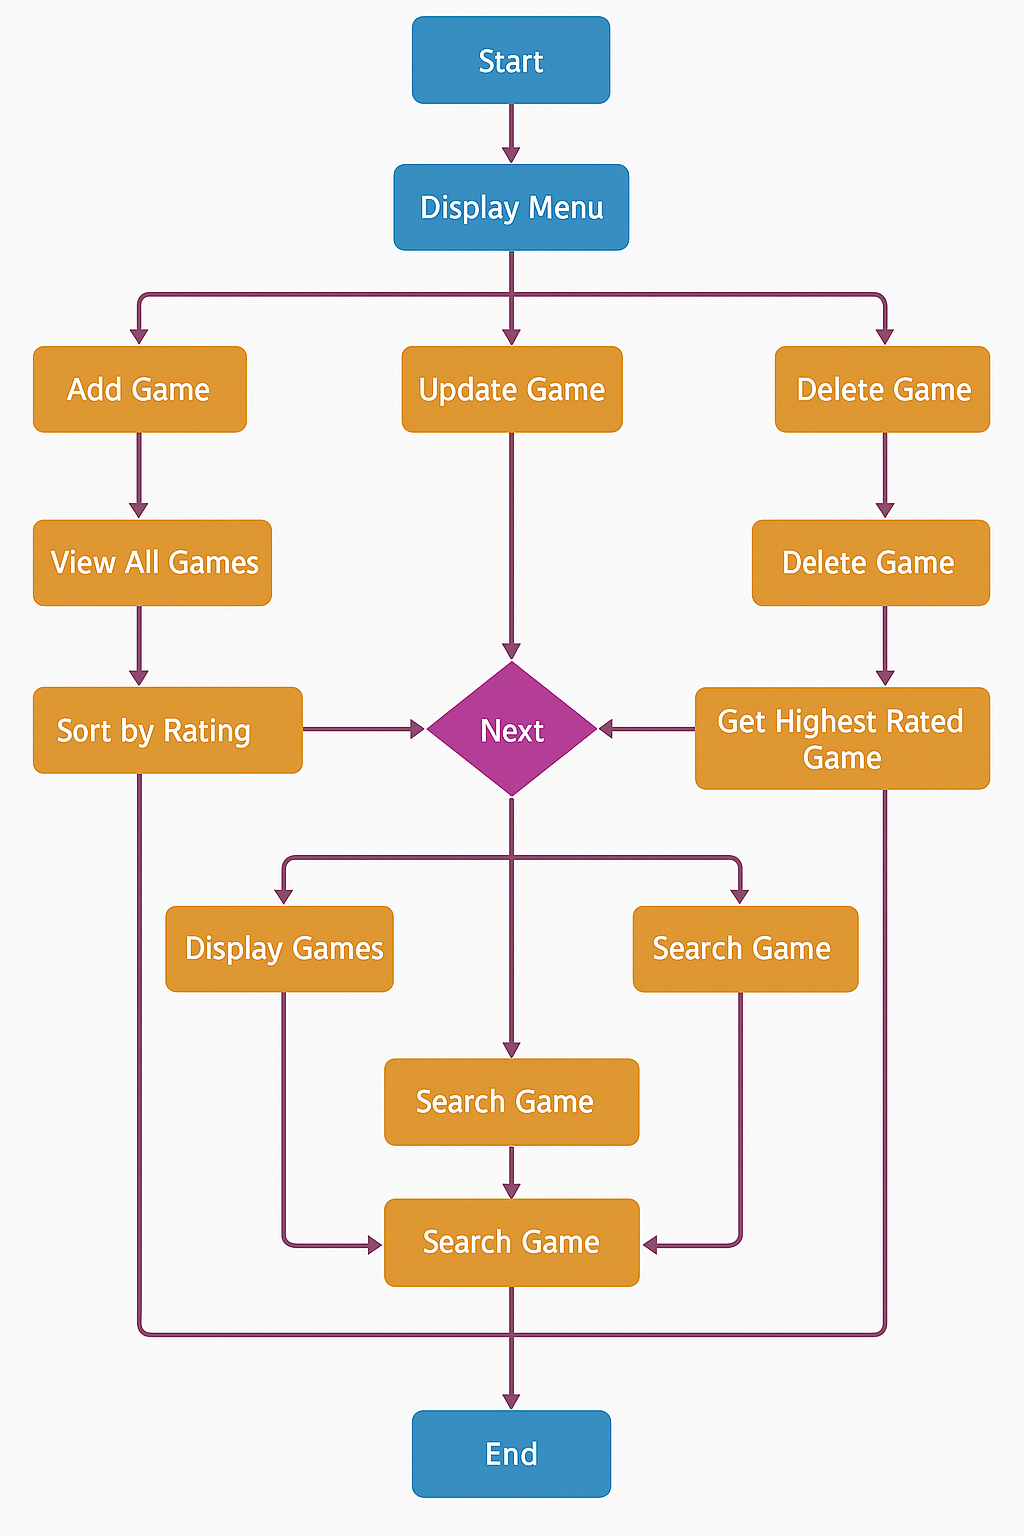 Start
Display Menu
Add Game
Update Game
Delete Game
View All Games
Delete Game
Sort by Rating
Next
Get Highest Rated
Game
Display Games
Search Game
Search Game
Search Game
End